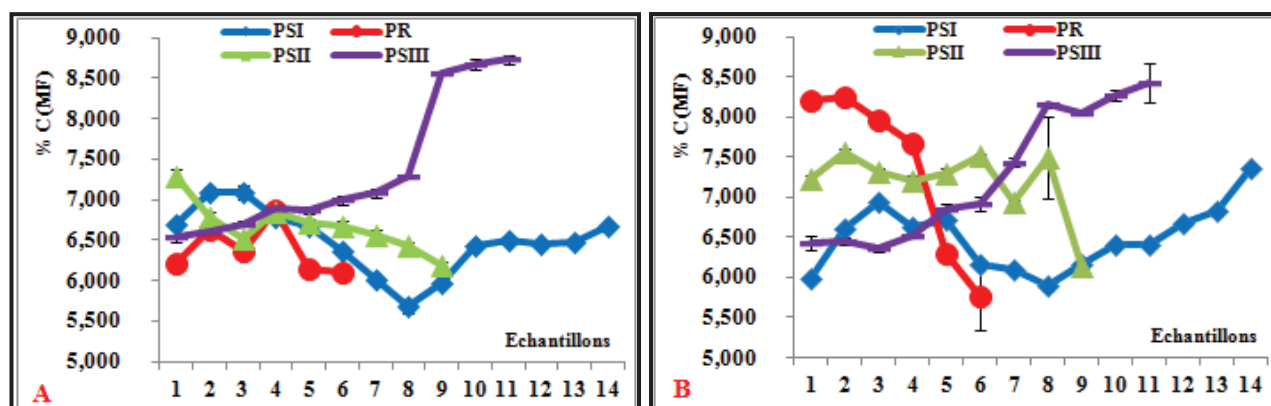 PSI PR
PSII PSIII
% C (MF)
9,000
8,500
8,000
7,500
7,000
6,500
6,000
5,500
5,000
Echantillons
1 2 3 4 5 6 7 8 9 10 11 12 13 14
A
PSI PR
PSII PSIII
% C (MF)
9,000
8,500
8,000
7,500
7,000
6,500
6,000
5,500
5,000
Echantillons
1 2 3 4 5 6 7 8 9 10 11 12 13 14
B